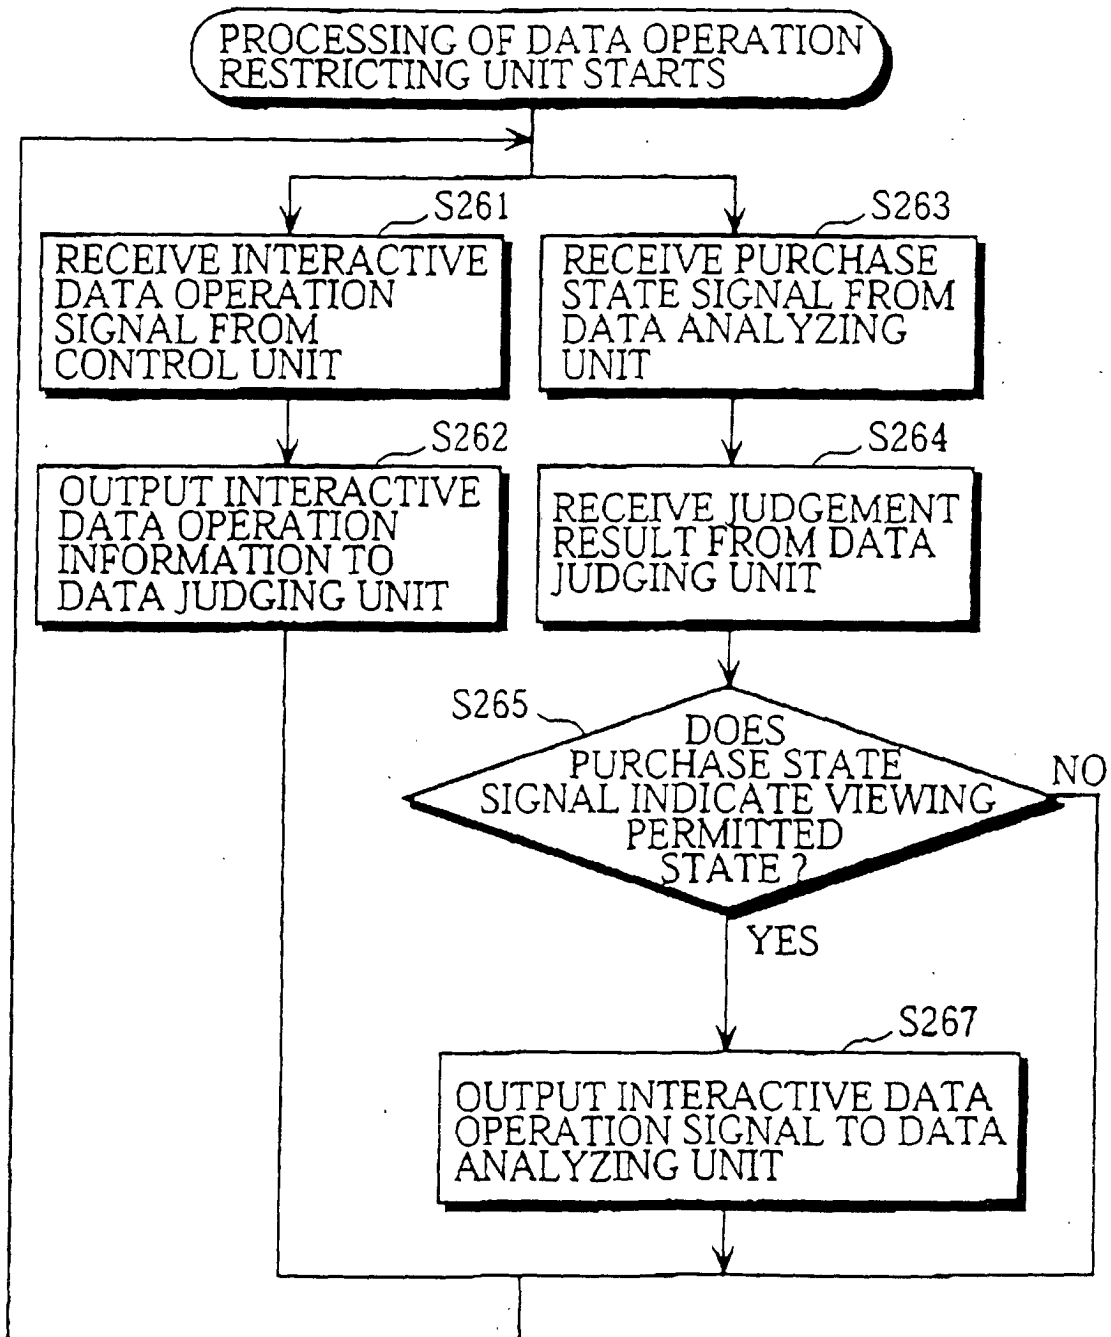 PROCESSING OF DATA OPERATION
RESTRICTING UNIT STARTS
S261
RECEIVE INTERACTIVE
DATA OPERATION
SIGNAL FROM
CONTROL UNIT
S262
OUTPUT INTERACTIVE
DATA OPERATION
INFORMATION TO
DATA JUDGING UNIT
S263
RECEIVE PURCHASE
STATE SIGNAL FROM
DATA ANALYZING
UNIT
S264
RECEIVE JUDGEMENT
RESULT FROM DATA
JUDGING UNIT
S265
DOES
PURCHASE STATE
SIGNAL INDICATE VIEWING
PERMITTED
STATE ?
NO
YES
S267
OUTPUT INTERACTIVE DATA
OPERATION SIGNAL TO DATA
ANALYZING UNIT